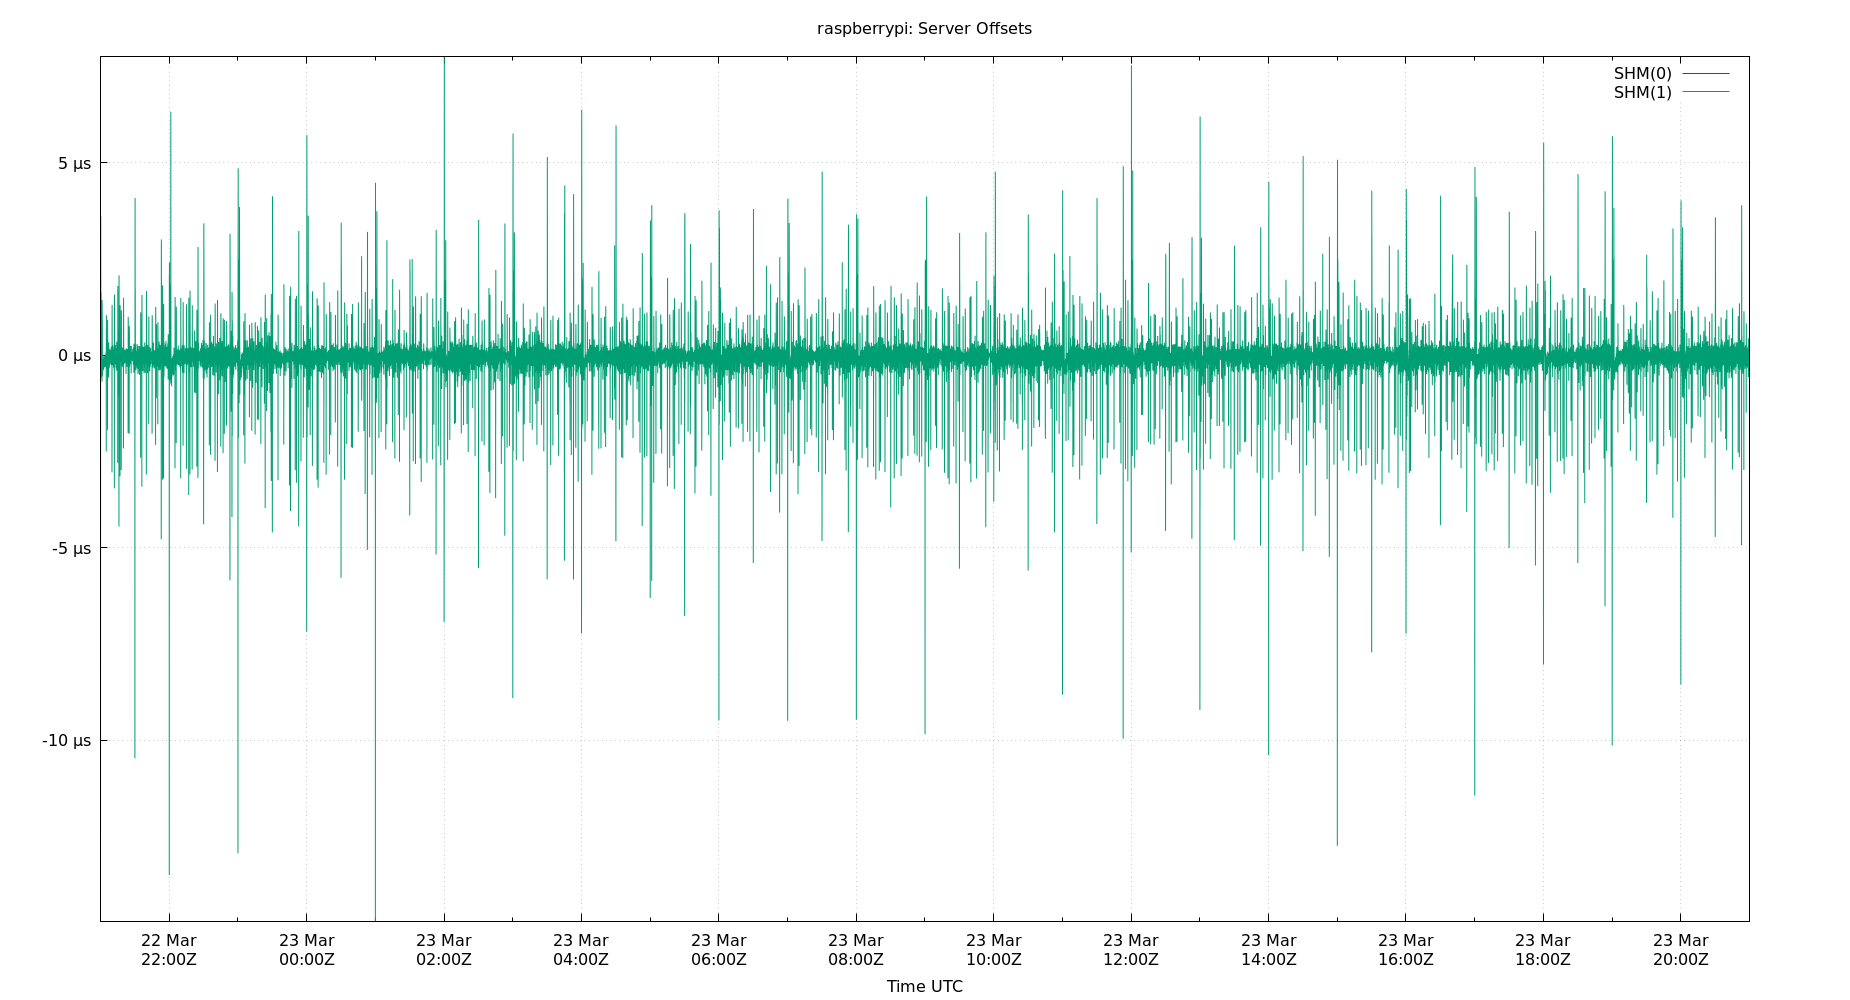 raspberrypi: Server Offsets
SHM(0)
SHM(1)
5 µs
0 µs
-5 µs
-10 µs
22 Mar 23 Mar 23 Mar 23 Mar 23 Mar 23 Mar 23 Mar 23 Mar 23 Mar 23 Mar 23 Mar 23 Mar
22:00Z 00:00Z 02:00Z 04:00Z 06:00Z 08:00Z 10:00Z 12:00Z 14:00Z 16:00Z 18:00Z 20:00Z
Time UTC